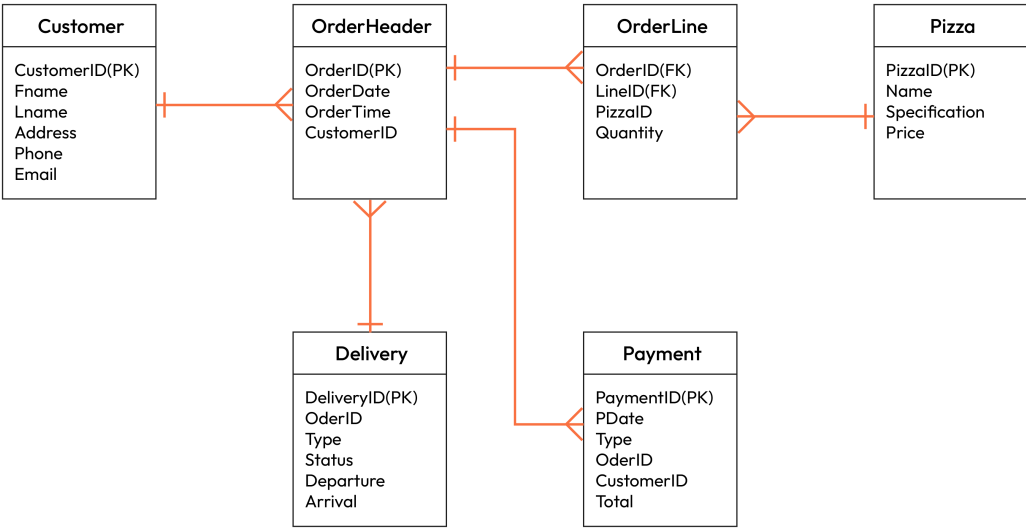 Customer
CustomerID(PK)
Fname
Lname
Address
Phone
Email
OrderHeader
OrderID(PK)
OrderDate
OrderTime
CustomerID
OrderLine
OrderID(FK)
LineID(FK)
PizzaID
Quantity
Pizza
PizzaID(PK)
Name
Specification
Price
Delivery
DeliveryID(PK)
OderID
Type
Status
Departure
Arrival
Payment
PaymentID(PK)
PDate
Type
OderID
CustomerID
Total